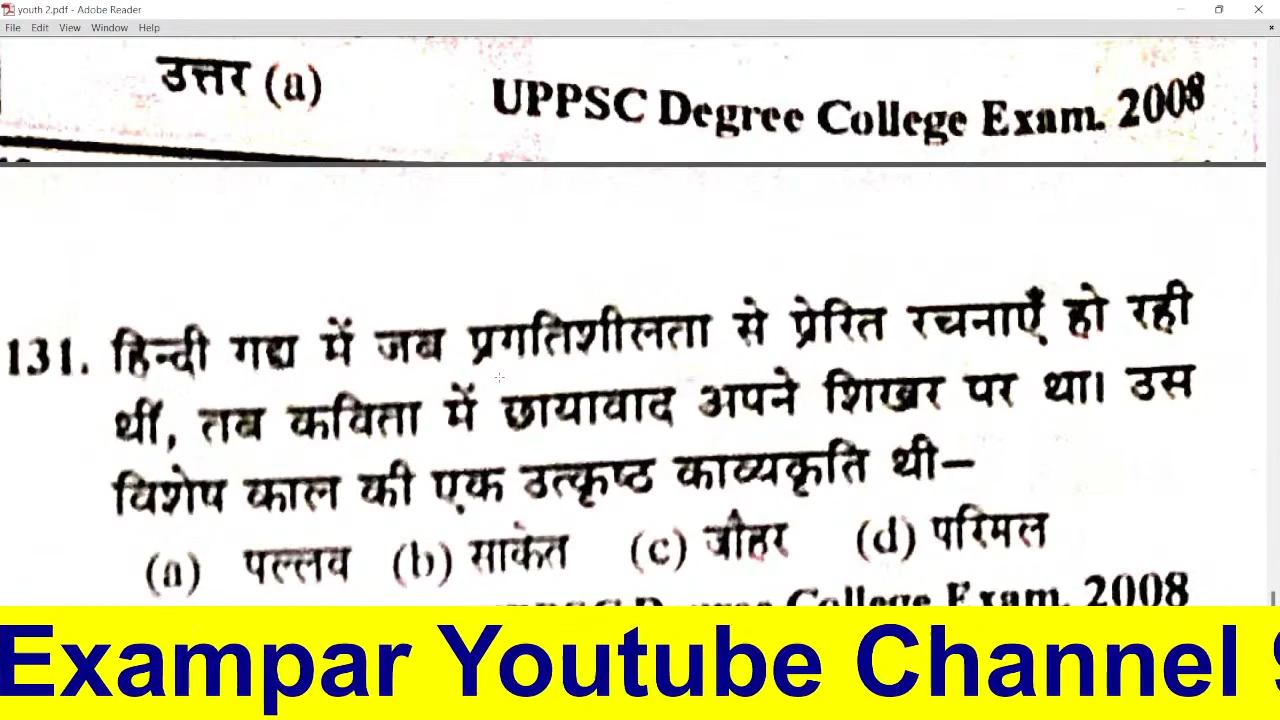 youth 2.pdf - Adobe Reader
File Edit View Window Help
उत्तर (a)
UPPSC Degree College Exam. 2008
131. हिन्दी गद्य में जब प्रगतिशीलता से प्रेरित रचनाएँ हो रही
थीं, तब कविता में छायावाद अपने शिखर पर था। उस
विशेष काल की एक उत्कृष्ठ काव्यकृति थी–
(a) पल्लव (b) साकेत (c) जौहर (d) परिमल
College Exam. 2008
Exampar Youtube Channel